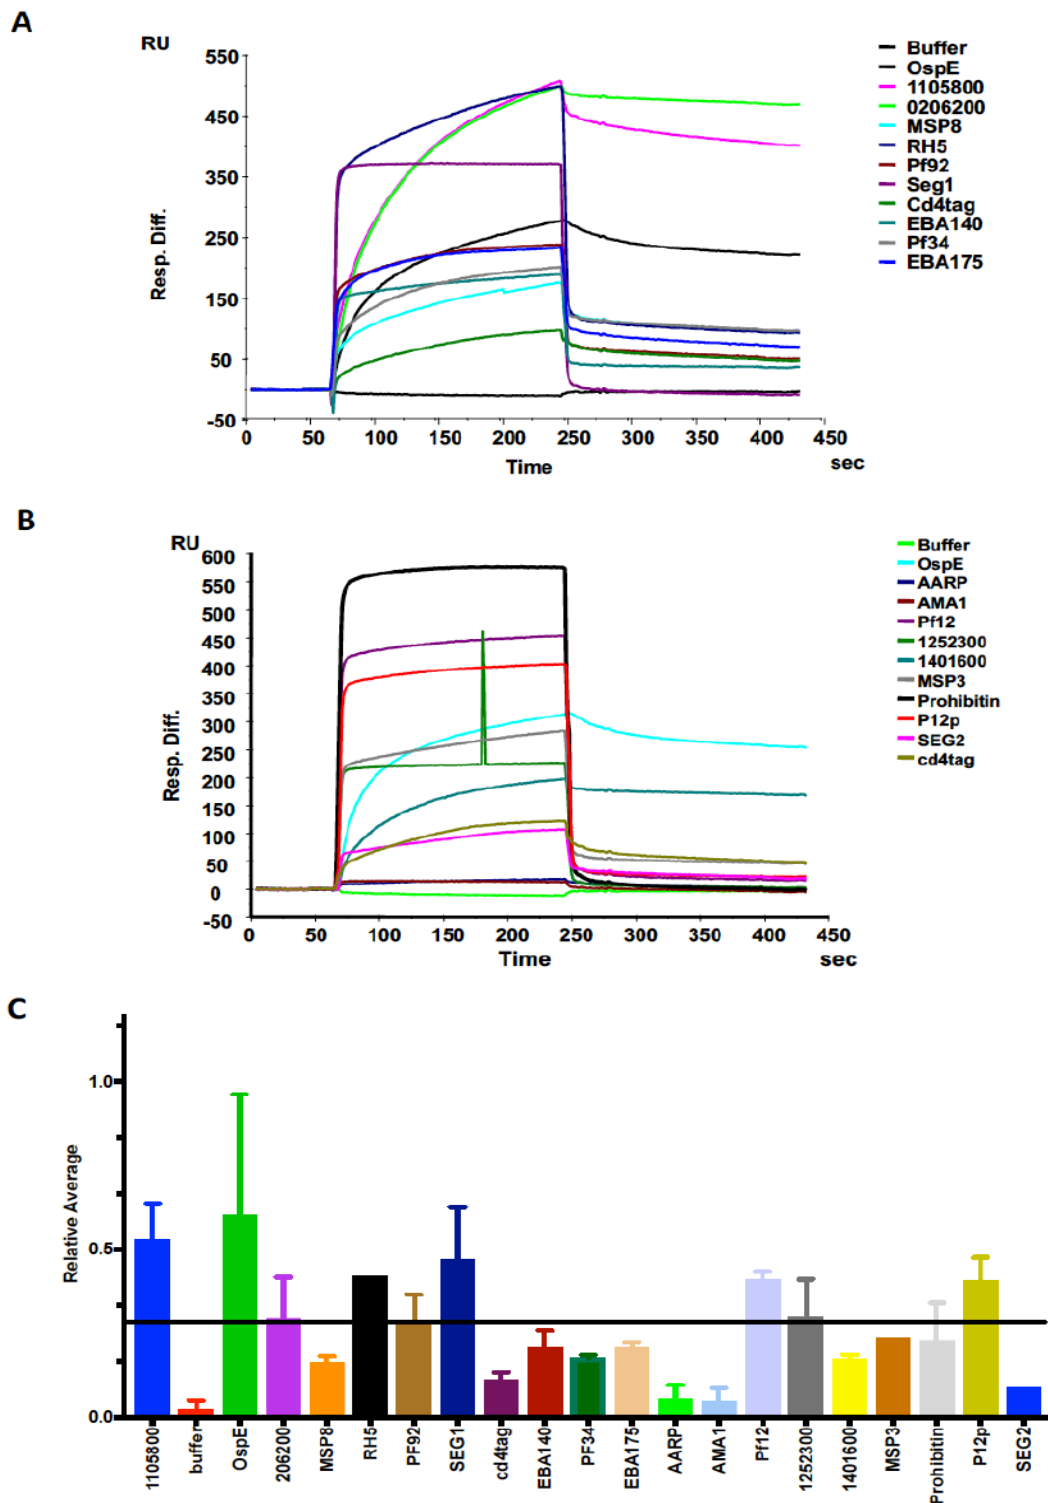 A
RU
550
450
350
250
150
50
-50
Resp. Diff.
0 50 100 150 200 250 300 350 400 450
Time
sec
Buffer
OspE
1105800
0206200
MSP8
RH5
Pf92
Seg1
Cd4tag
EBA140
Pf34
EBA175
B
RU
600
550
500
450
400
350
300
250
200
150
100
50
0
-50
Resp. Diff.
0 50 100 150 200 250 300 350 400 450
Time
sec
Buffer
OspE
AARP
AMA1
Pf12
1252300
1401600
MSP3
Prohibitin
P12p
SEG2
cd4tag
C
Relative Average
1.0
0.5
0.0
1105800
buffer
OspE
206200
MSP8
RH5
PF92
SEG1
cd4tag
EBA140
PF34
EBA175
AARP
AMA1
Pf12
1252300
1401600
MSP3
Prohibitin
P12p
SEG2